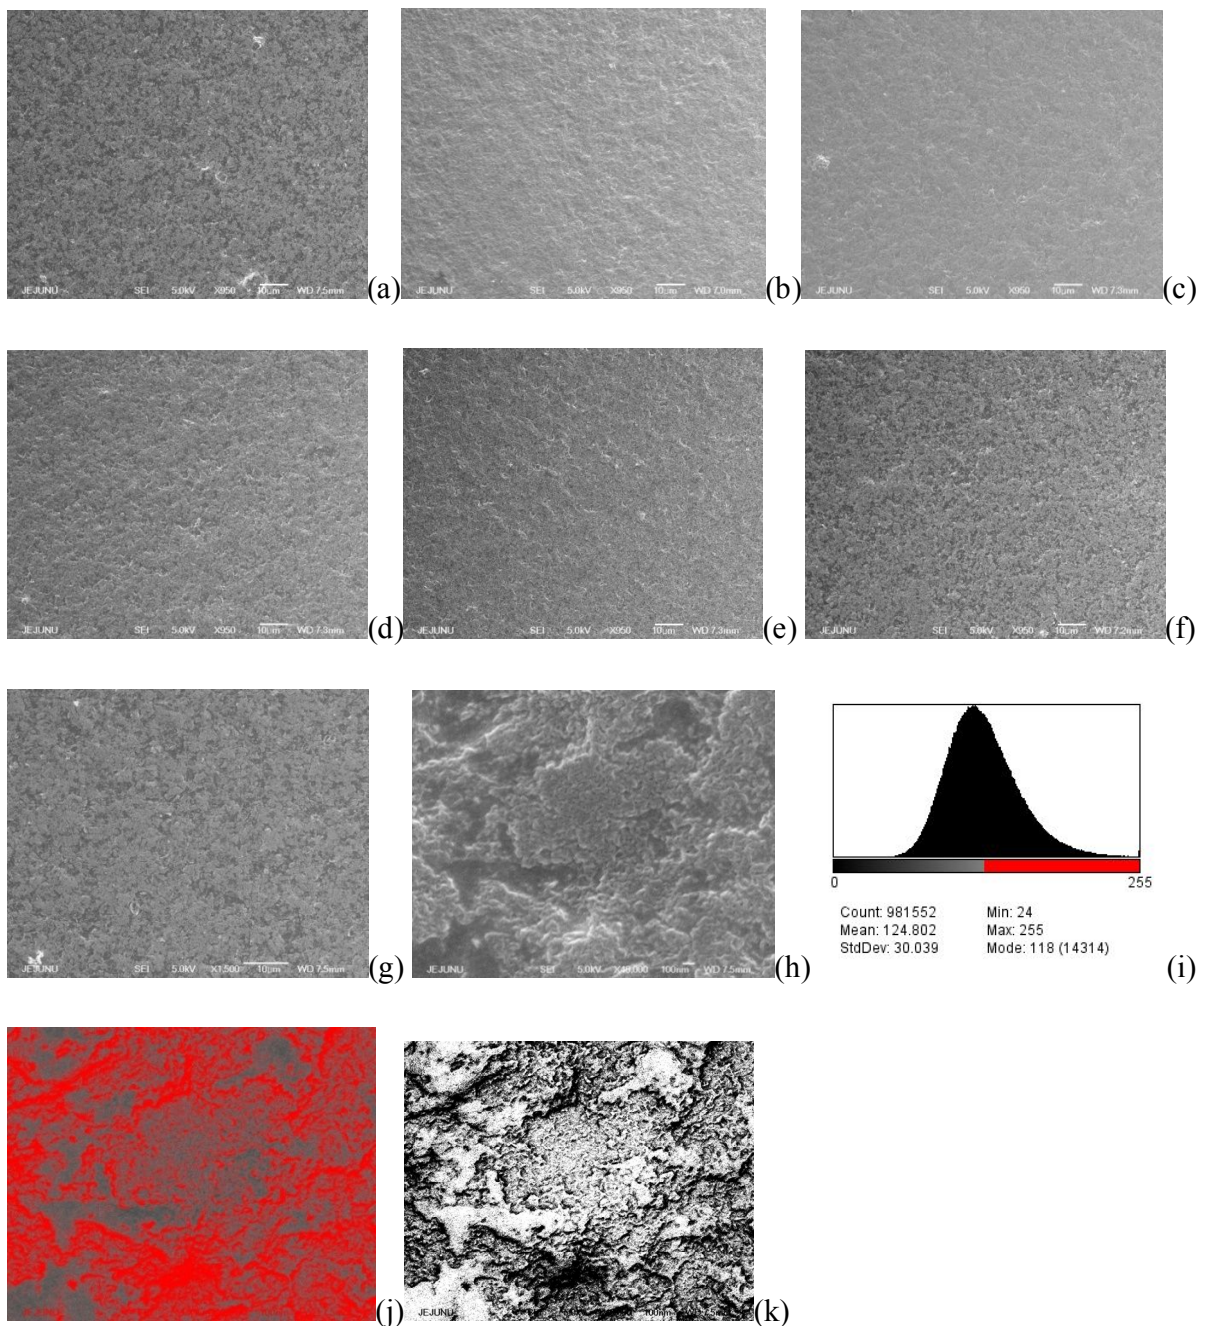 JEJUNU SEI 5.0kV X950 10μm WD 7.5mm (a)
JEJUNU SEI 5.0kV X950 10μm WD 7.0mm (b)
JEJUNU SEI 5.0kV X950 10μm WD 7.3mm (c)
JEJUNU SEI 5.0kV X950 10μm WD 7.3mm (d)
JEJUNU SEI 5.0kV X950 10μm WD 7.3mm (e)
JEJUNU SEI 5.0kV X950 10μm WD 7.2mm (f)
JEJUNU SEI 5.0kV X1,500 10μm WD 7.5mm (g)
JEJUNU SEI 5.0kV X40,000 100nm WD 7.5mm (h)
0 255
Count: 981552 Min: 24
Mean: 124.802 Max: 255
StdDev: 30.039 Mode: 118 (14314)
(i)
(j)
JEJUNU 100nm WD 7.5mm (k)